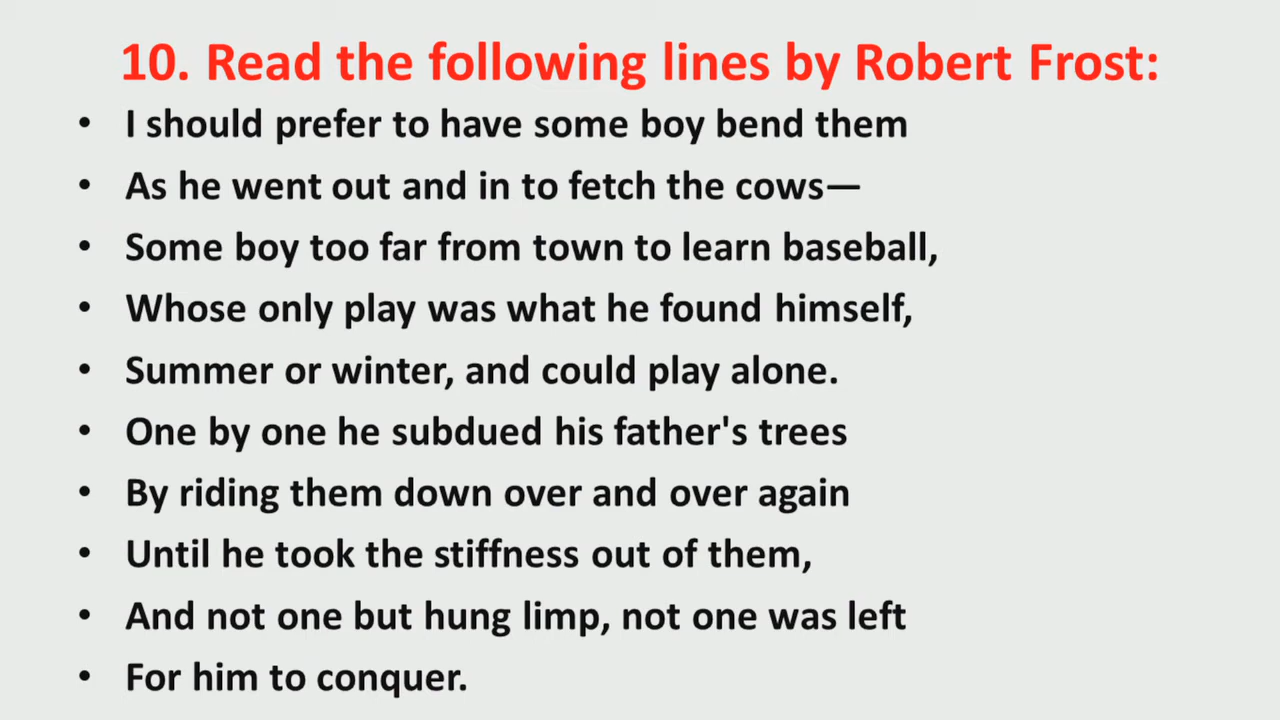 10. Read the following lines by Robert Frost:
• I should prefer to have some boy bend them
• As he went out and in to fetch the cows—
• Some boy too far from town to learn baseball,
• Whose only play was what he found himself,
• Summer or winter, and could play alone.
• One by one he subdued his father's trees
• By riding them down over and over again
• Until he took the stiffness out of them,
• And not one but hung limp, not one was left
• For him to conquer.